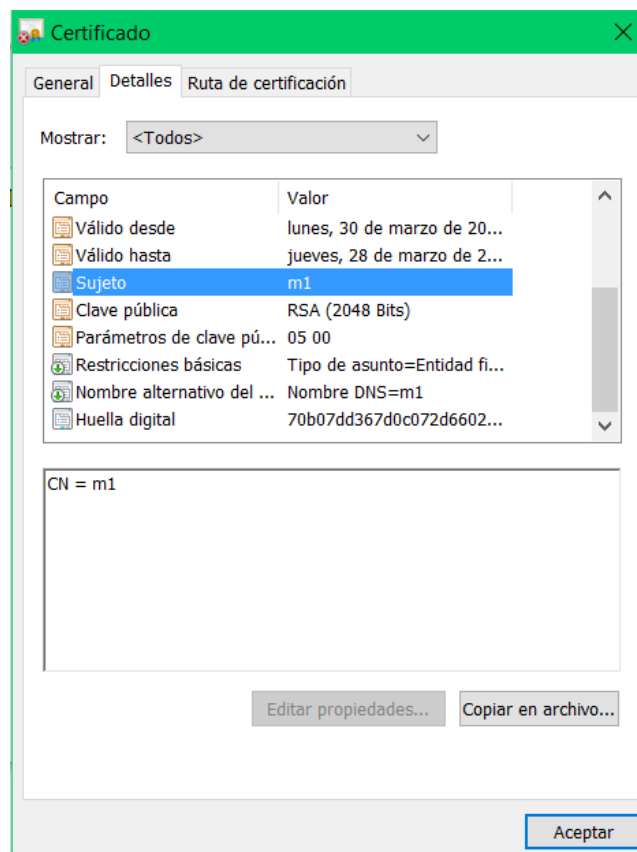 Certificado
General Detalles Ruta de certificación
Mostrar: <Todos>
Campo Valor
Válido desde lunes, 30 de marzo de 20...
Válido hasta jueves, 28 de marzo de 2...
Sujeto m1
Clave pública RSA (2048 Bits)
Parámetros de clave pú... 05 00
Restricciones básicas Tipo de asunto=Entidad fi...
Nombre alternativo del ... Nombre DNS=m1
Huella digital 70b07dd367d0c072d6602...
CN = m1
Editar propiedades... Copiar en archivo...
Aceptar